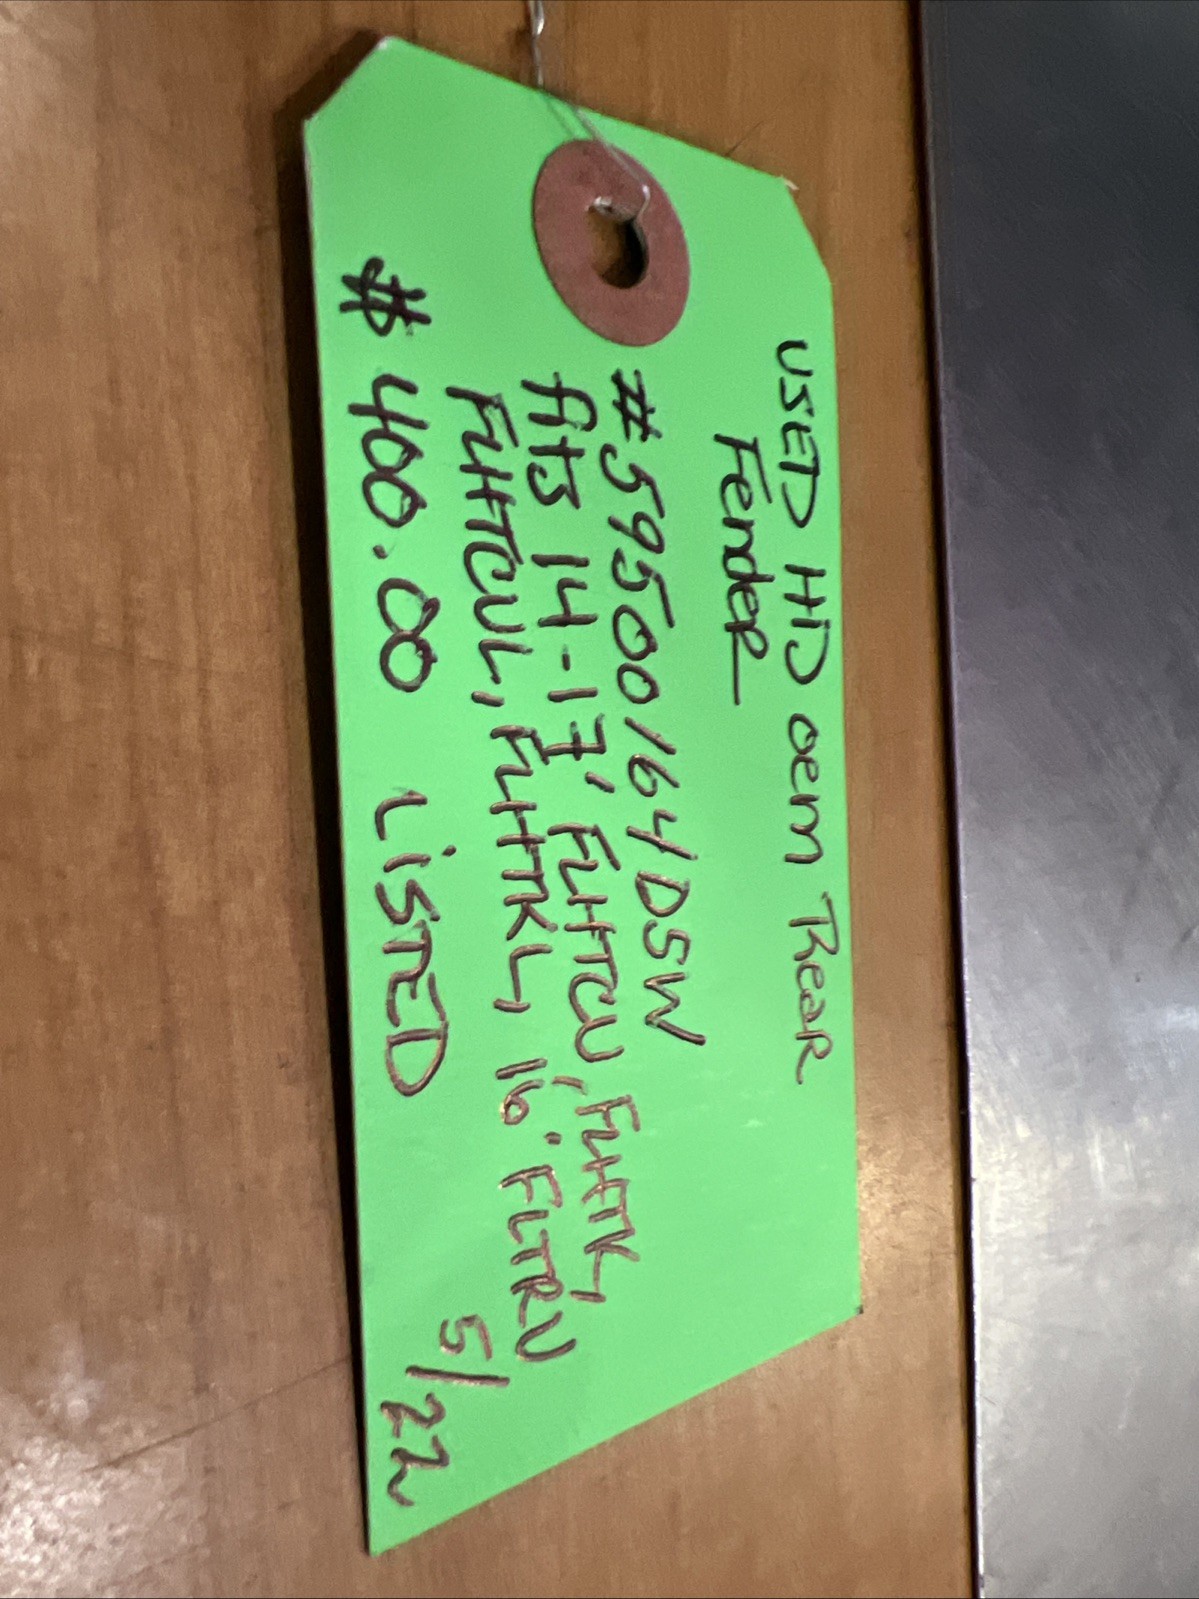 USED HD oem Rear
Fender
#59500164DSW
fits 14-17' FLHTCU, FLHTK,
FLHTCUL, FLHTKL, 16' FLTRU
$400.00 LISTED 5/22